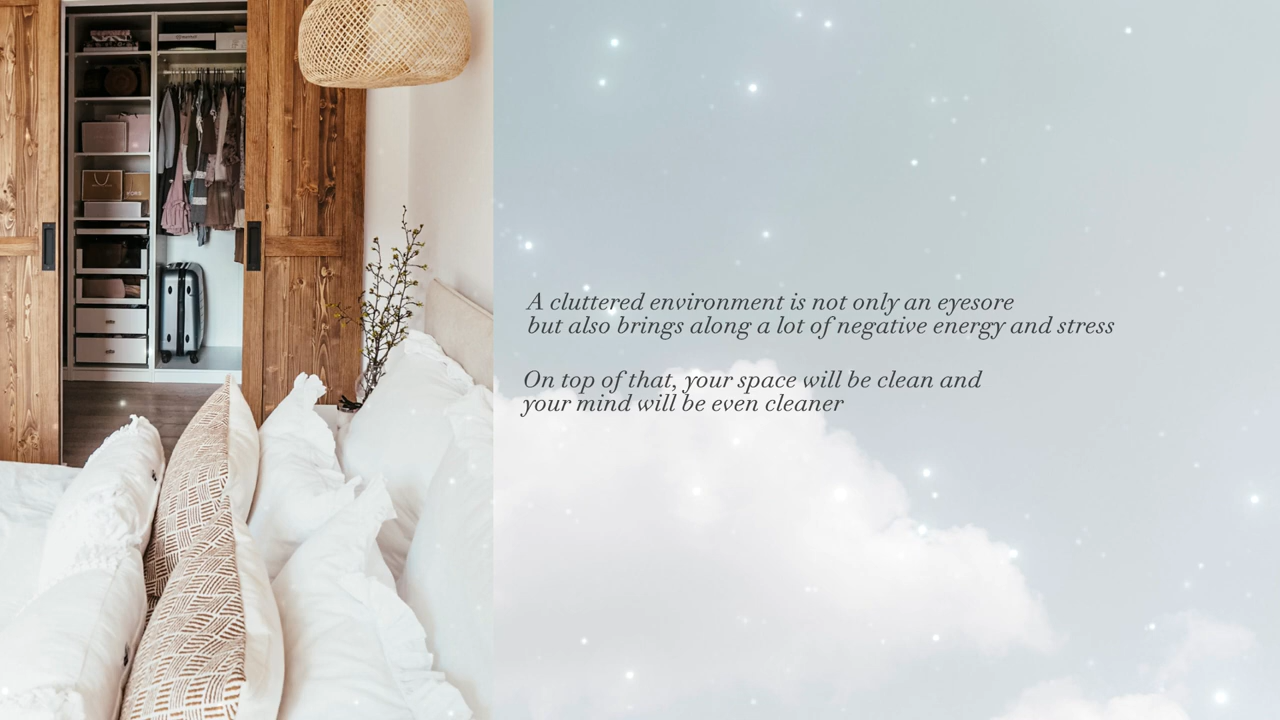 A cluttered environment is not only an eyesore
but also brings along a lot of negative energy and stress
On top of that, your space will be clean and
your mind will be even cleaner